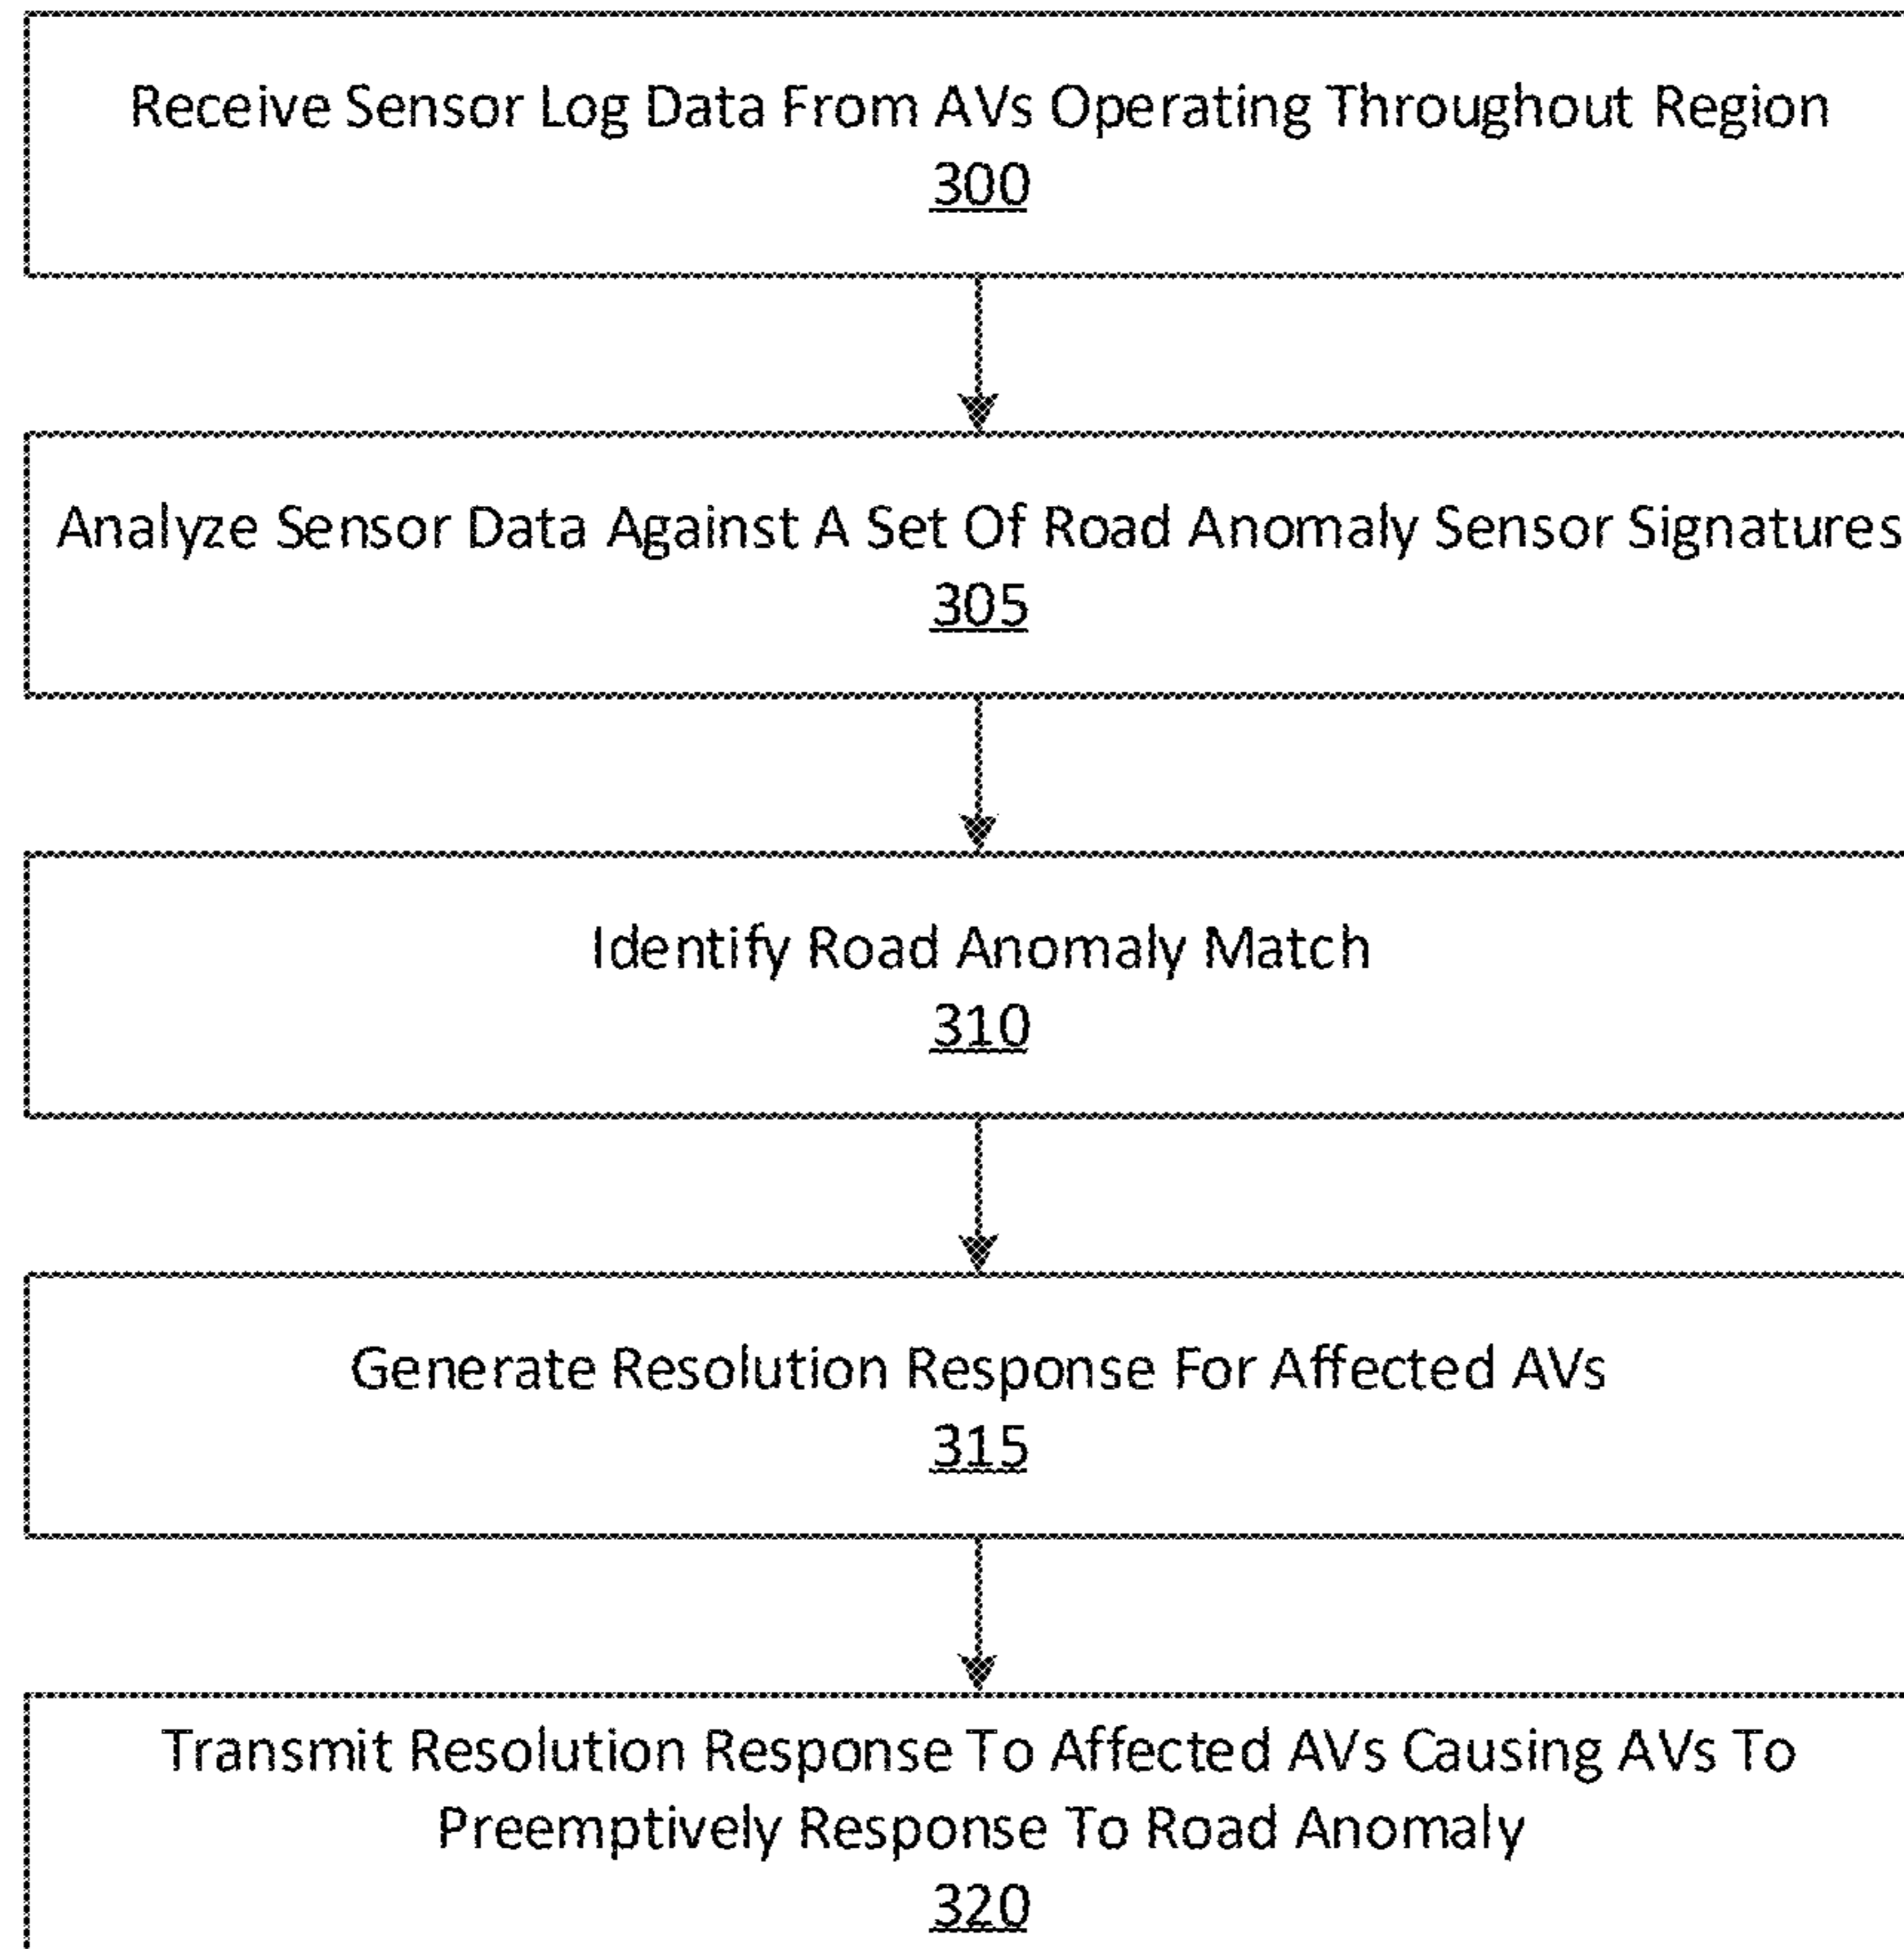 Receive Sensor Log Data From AVs Operating Throughout Region
300
Analyze Sensor Data Against A Set Of Road Anomaly Sensor Signatures
305
Identify Road Anomaly Match
310
Generate Resolution Response For Affected AVs
315
Transmit Resolution Response To Affected AVs Causing AVs To
Preemptively Response To Road Anomaly
320